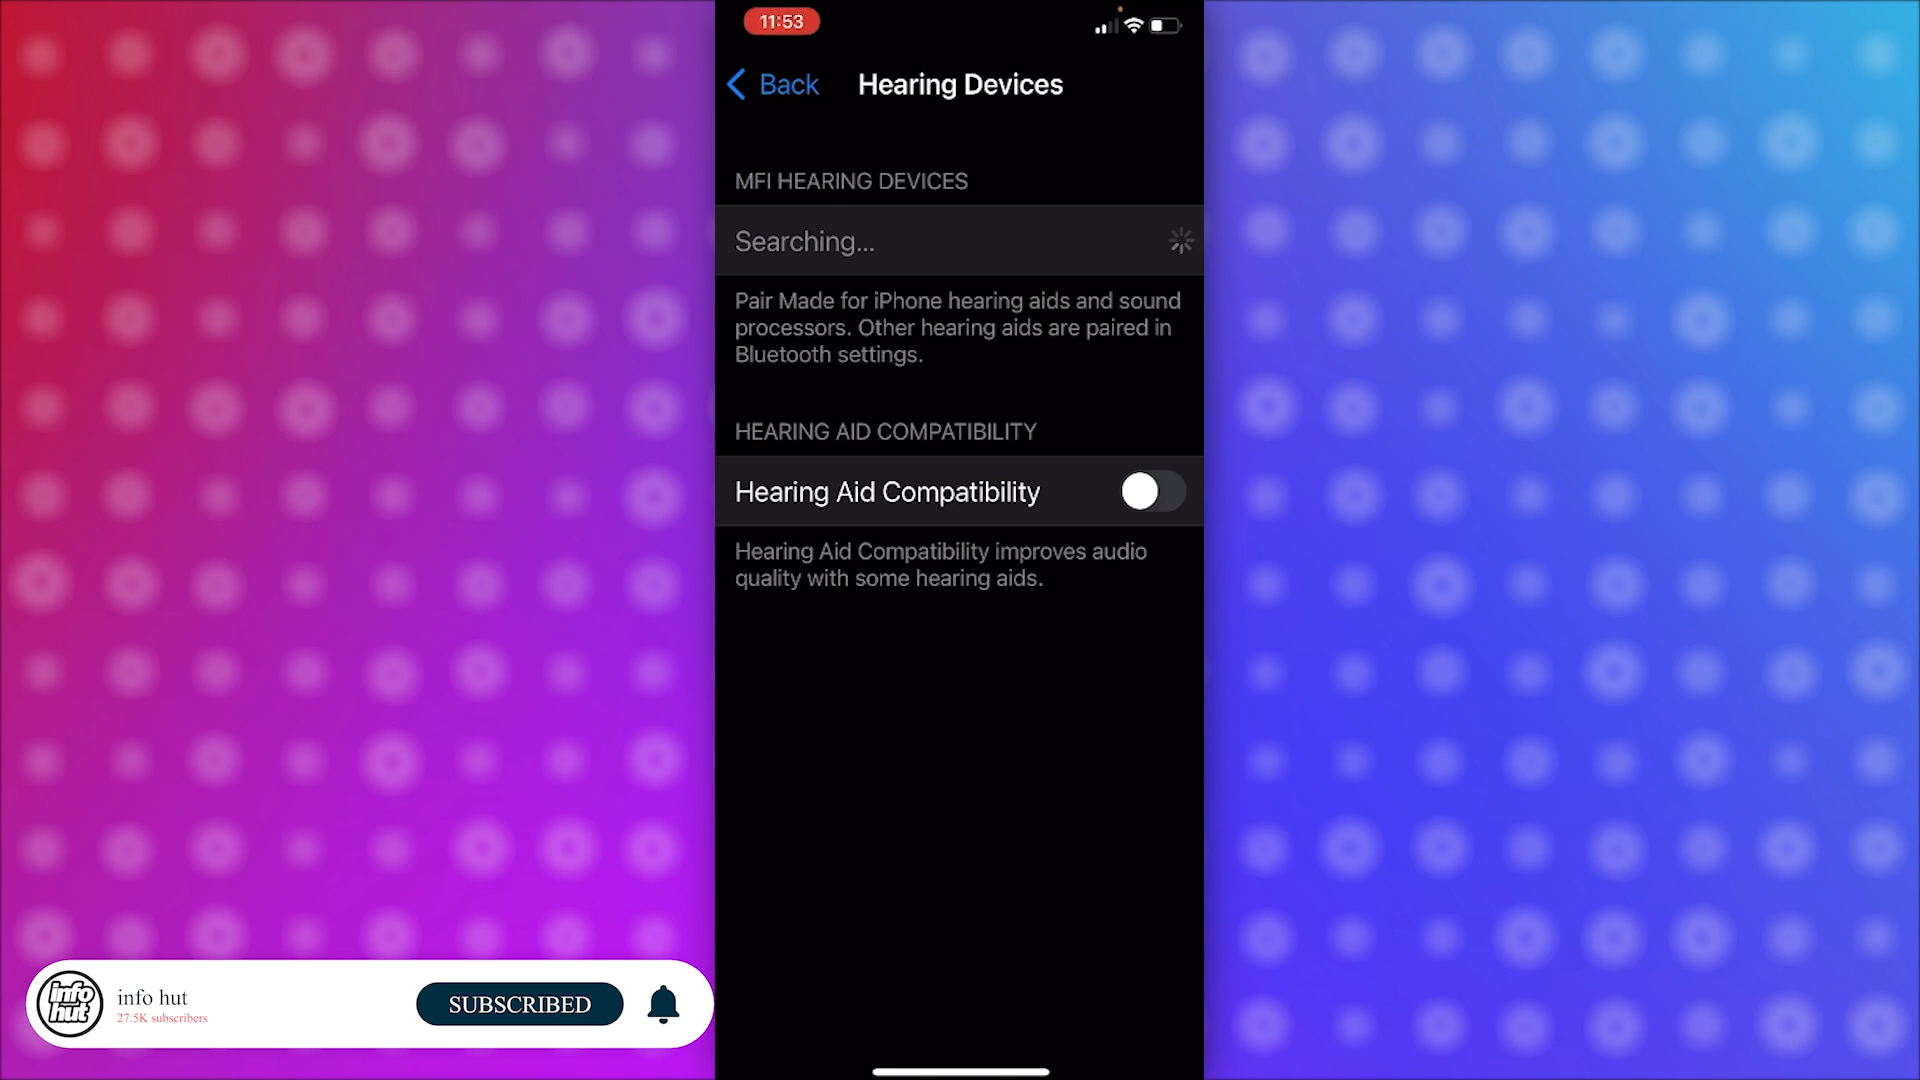 11:53
Back
Hearing Devices
MFI HEARING DEVICES
Searching...
Pair Made for iPhone hearing aids and sound
processors. Other hearing aids are paired in
Bluetooth settings.
HEARING AID COMPATIBILITY
Hearing Aid Compatibility
Hearing Aid Compatibility improves audio
quality with some hearing aids.
info hut
info hut
27.5K subscribers
SUBSCRIBED